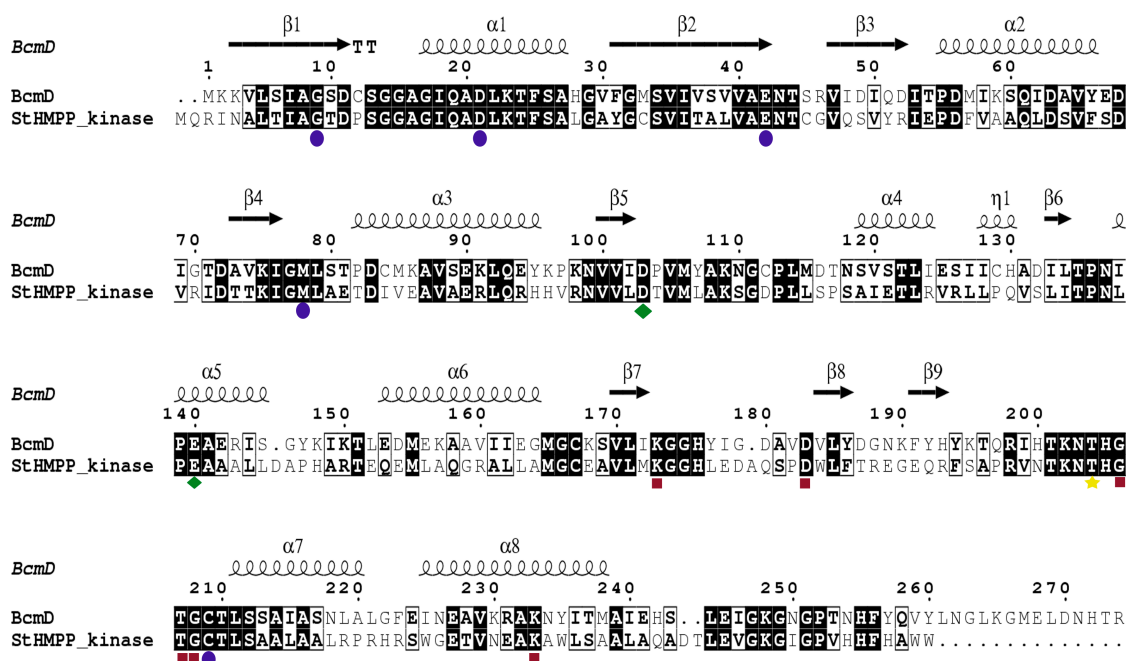 β1 TT α1 β2 β3 α2
BcmD
1 10 20 30 40 50 60
BcmD ..MKKVLSIAGSDCSGGAGIQADLKTFSAHGVFGMSVIVSVVAENTSRVIDIQDITPDMIKSQIDAVYED
StHMPP_kinase MQRINALTIAGTDPSGGAGIQADLKTFSALGAYGCSVITALVAENTCGVQSVYRIEPDFVAAQLDSVFSD
β4 α3 β5 α4 η1 β6
BcmD
70 80 90 100 110 120 130
BcmD IGTDAVKIGMLSTPDCMKAVSEKLQEYKPKNVVIDPVMYAKNGCPLMDTNSVSTLIESIICHADILTPNI
StHMPP_kinase VRIDTTKIGMLAETDIVEAVAERLQRHHVRNVVLDTVMLAKSGDPLLSPSAIETLRVRLLPQVSLITPNL
α5 α6 β7 β8 β9
BcmD
140 150 160 170 180 190 200
BcmD PEAERIS.GYKIKTLEDMEKAAVIIEGMGCKSVLIKGGHYIG.DAVDVLYDGNKFYHYKTQRIHTKNTHG
StHMPP_kinase PEAAALLDAPHARTEQEMLAQGRALLAMGCEAVLMKGGHLEDAQSPDWLFTREGEQRFSAPRVNTKNTHG
α7 α8
BcmD
210 220 230 240 250 260 270
BcmD TGCTLSSAIASNLALGFEINEAVKRAKNYITMAIEHS..LEIGKGNGPTNHFYQVYLNGLKGMELDNHTR
StHMPP_kinase TGCTLSAALAALRPRHRSWGETVNEAKAWLSAALAQADTLEVGKGIGPVHHFHAWW..............